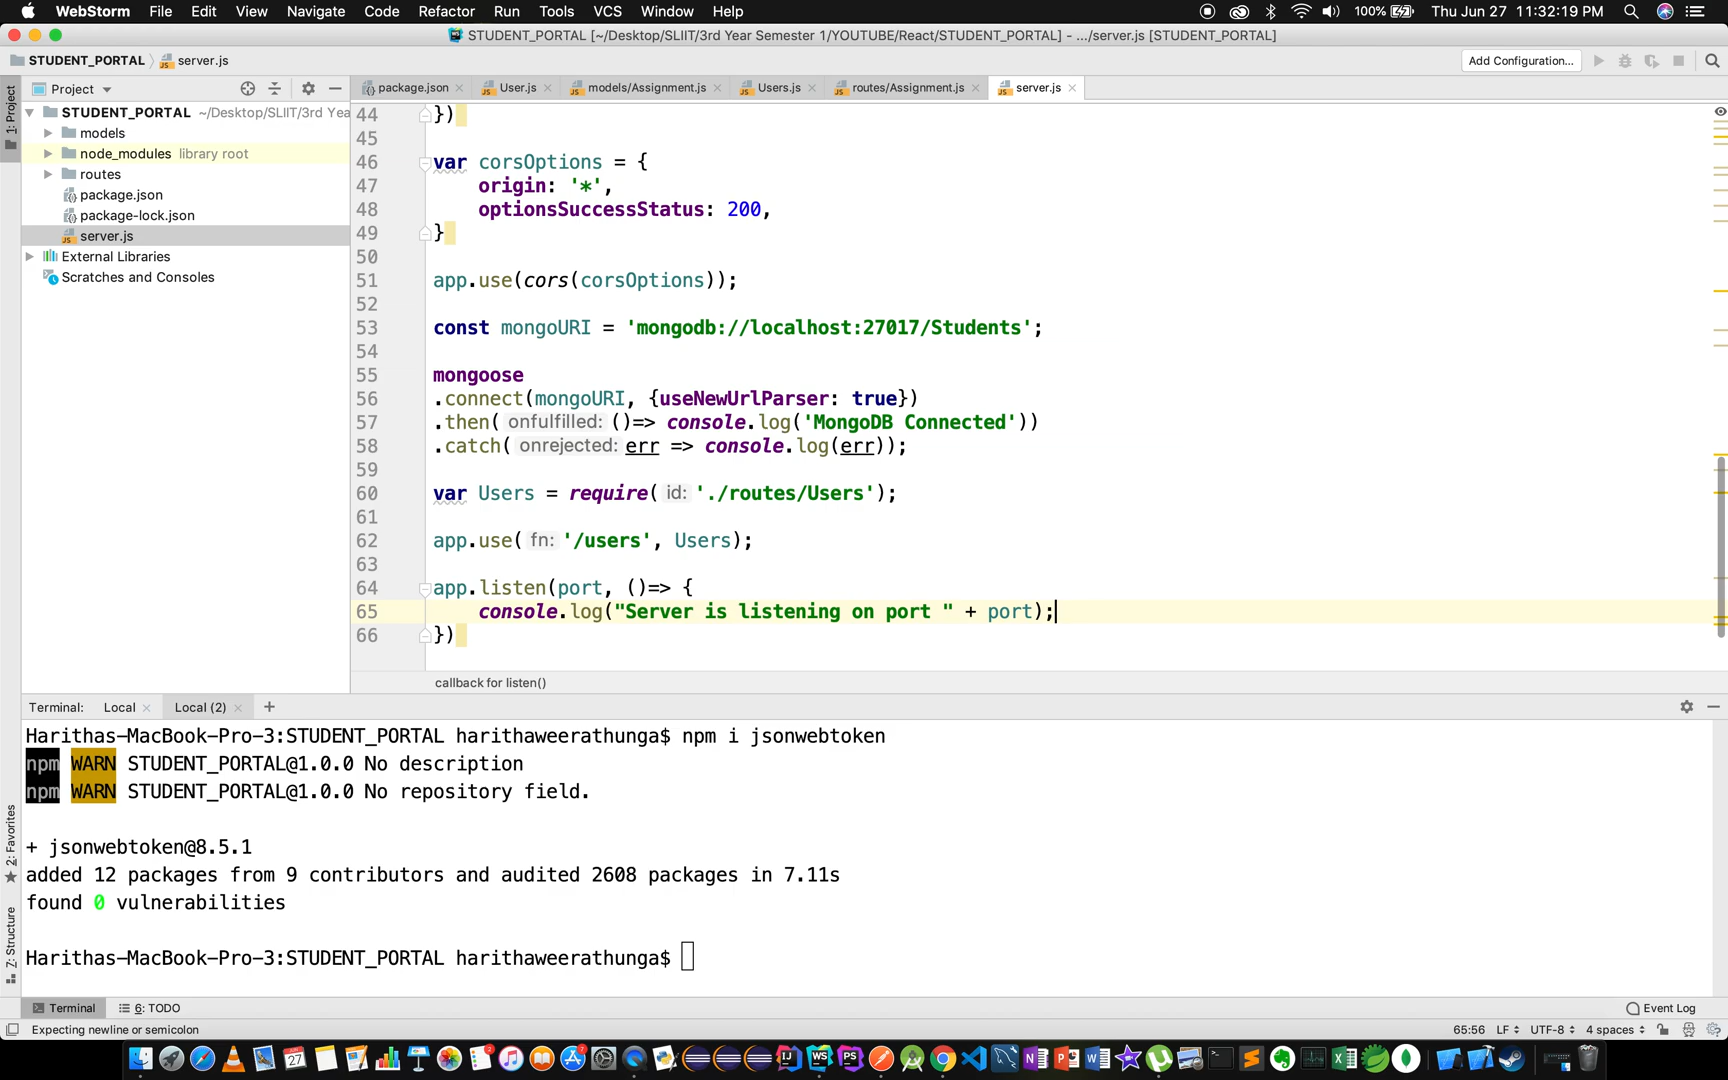 WebStorm File Edit View Navigate Code Refactor Run Tools VCS Window Help 100% Thu Jun 27 11:32:19 PM
STUDENT_PORTAL [~/Desktop/SLIIT/3rd Year Semester 1/YOUTUBE/React/STUDENT_PORTAL] - .../server.js [STUDENT_PORTAL]
STUDENT_PORTAL server.js Add Configuration...
Project package.json User.js models/Assignment.js Users.js routes/Assignment.js server.js
1: Project
STUDENT_PORTAL ~/Desktop/SLIIT/3rd Yea
models
node_modules library root
routes
package.json
package-lock.json
server.js
External Libraries
Scratches and Consoles
44 })
45
46 var corsOptions = {
47 origin: '*',
48 optionsSuccessStatus: 200,
49 }
50
51 app.use(cors(corsOptions));
52
53 const mongoURI = 'mongodb://localhost:27017/Students';
54
55 mongoose
56 .connect(mongoURI, {useNewUrlParser: true})
57 .then( onfulfilled: ()=> console.log('MongoDB Connected'))
58 .catch( onrejected: err => console.log(err));
59
60 var Users = require( id: './routes/Users');
61
62 app.use( fn: '/users', Users);
63
64 app.listen(port, ()=> {
65 console.log("Server is listening on port " + port);
66 })
callback for listen()
Terminal: Local Local (2) +
Harithas-MacBook-Pro-3:STUDENT_PORTAL harithaweerathunga$ npm i jsonwebtoken
npm WARN STUDENT_PORTAL@1.0.0 No description
npm WARN STUDENT_PORTAL@1.0.0 No repository field.
+ jsonwebtoken@8.5.1
added 12 packages from 9 contributors and audited 2608 packages in 7.11s
found 0 vulnerabilities
Harithas-MacBook-Pro-3:STUDENT_PORTAL harithaweerathunga$
2: Favorites
Z: Structure
Terminal 6: TODO Event Log
Expecting newline or semicolon 65:56 LF UTF-8 4 spaces